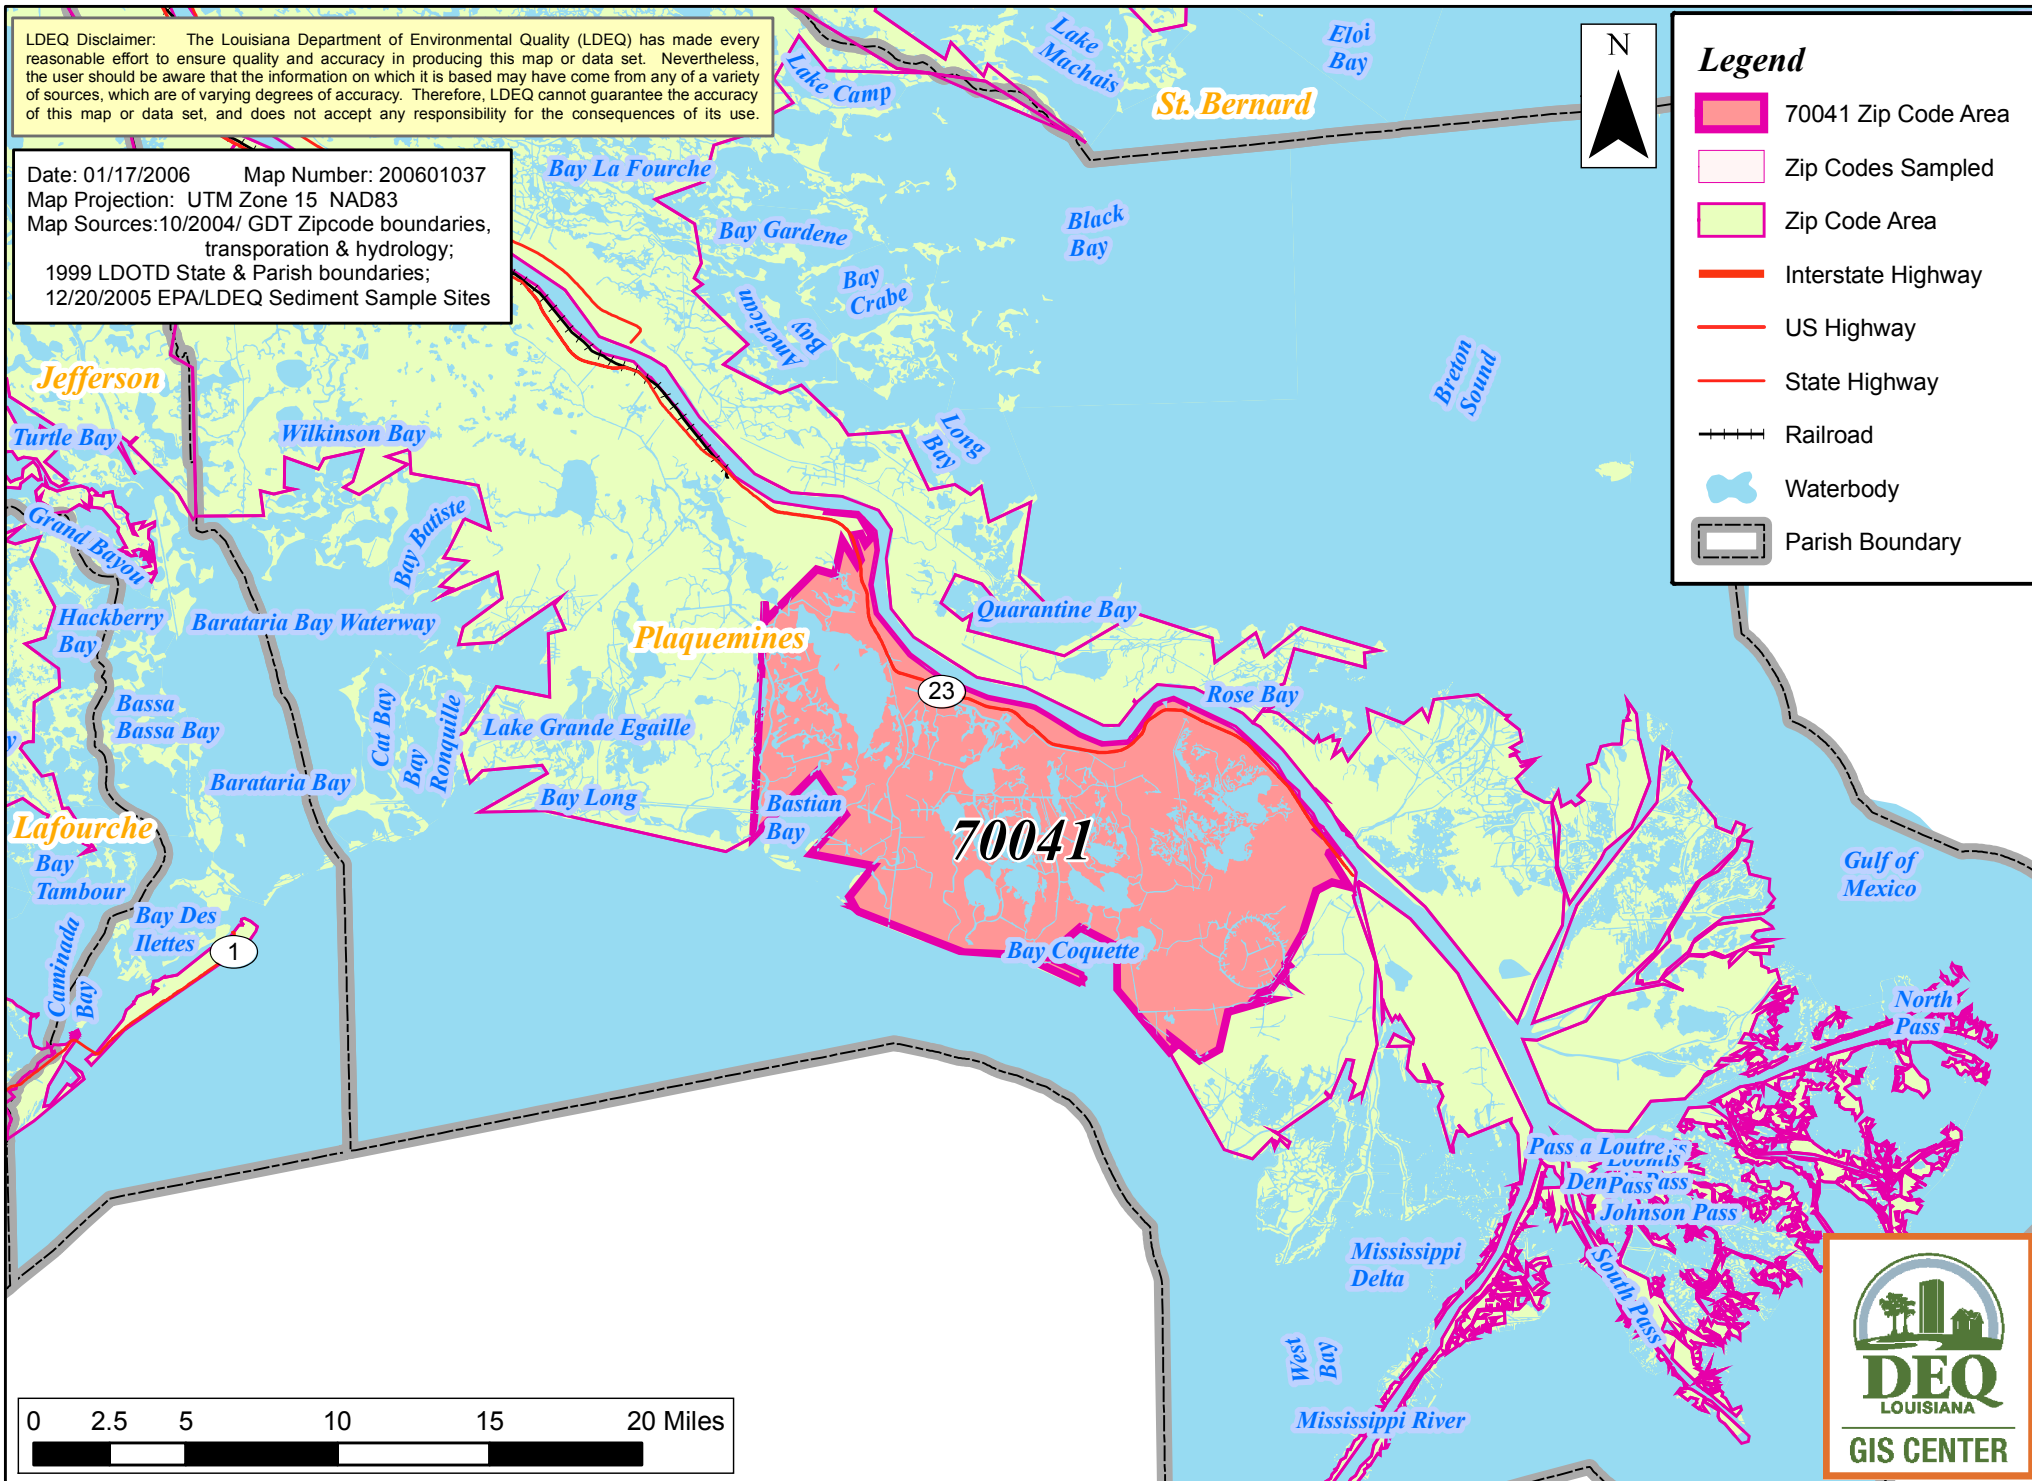 LDEQ Disclaimer: The Louisiana Department of Environmental Quality (LDEQ) has made every
reasonable effort to ensure quality and accuracy in producing this map or data set. Nevertheless,
the user should be aware that the information on which it is based may have come from any of a variety
of sources, which are of varying degrees of accuracy. Therefore, LDEQ cannot guarantee the accuracy
of this map or data set, and does not accept any responsibility for the consequences of its use.
Date: 01/17/2006 Map Number: 200601037
Map Projection: UTM Zone 15 NAD83
Map Sources:10/2004/ GDT Zipcode boundaries,
transporation & hydrology;
1999 LDOTD State & Parish boundaries;
12/20/2005 EPA/LDEQ Sediment Sample Sites
N
Legend
70041 Zip Code Area
Zip Codes Sampled
Zip Code Area
Interstate Highway
US Highway
State Highway
Railroad
Waterbody
Parish Boundary
Lake
Machais
Eloi
Bay
Lake Camp
St. Bernard
Bay La Fourche
Bay Gardene
Black
Bay
Bay
Crabe
American
Bay
Breton
Sound
Jefferson
Turtle Bay
Wilkinson Bay
Long
Bay
Grand Bayou
Bay Batiste
Hackberry
Bay
Barataria Bay Waterway
Plaquemines
Quarantine Bay
23
Rose Bay
Bassa
Bassa Bay
Cat Bay
Bay
Ronquille
Lake Grande Egaille
Barataria Bay
Bay Long
Bastian
Bay
70041
Lafourche
Bay
Tambour
Gulf of
Mexico
Bay Des
Ilettes
1
Caminada
Bay
Bay Coquette
North
Pass
Pass a Loutre
Loomis
Pass
Johnson Pass
South Pass
Mississippi
Delta
West
Bay
Mississippi River
0 2.5 5 10 15 20 Miles
DEQ
LOUISIANA
GIS CENTER